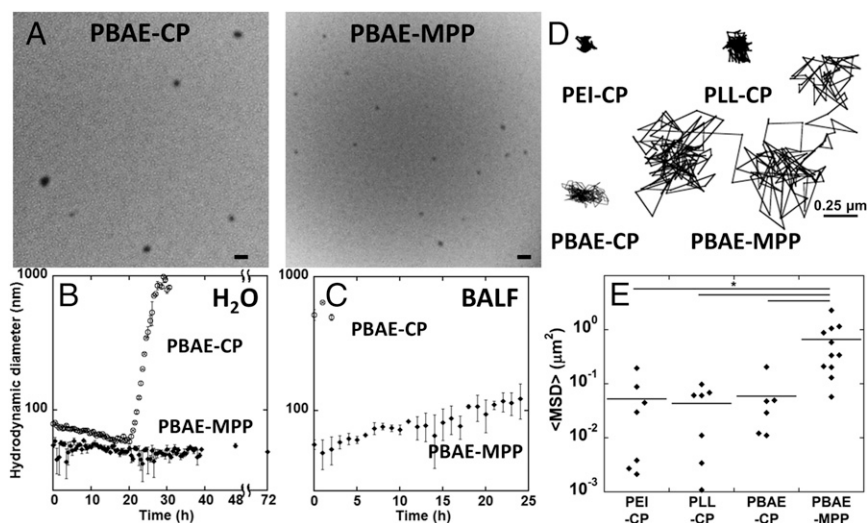 A
PBAE-CP
PBAE-MPP
D
PEI-CP
PLL-CP
PBAE-CP
PBAE-MPP
0.25 μm
B
H₂O
Hydrodynamic diameter (nm)
1000
100
PBAE-CP
PBAE-MPP
0 10 20 30 40 48 72
Time (h)
C
BALF
1000
100
PBAE-CP
PBAE-MPP
0 5 10 15 20 25
Time (h)
E
*
<MSD> (μm²)
10⁰
10⁻¹
10⁻²
10⁻³
PEI PLL PBAE PBAE
-CP -CP -CP -MPP